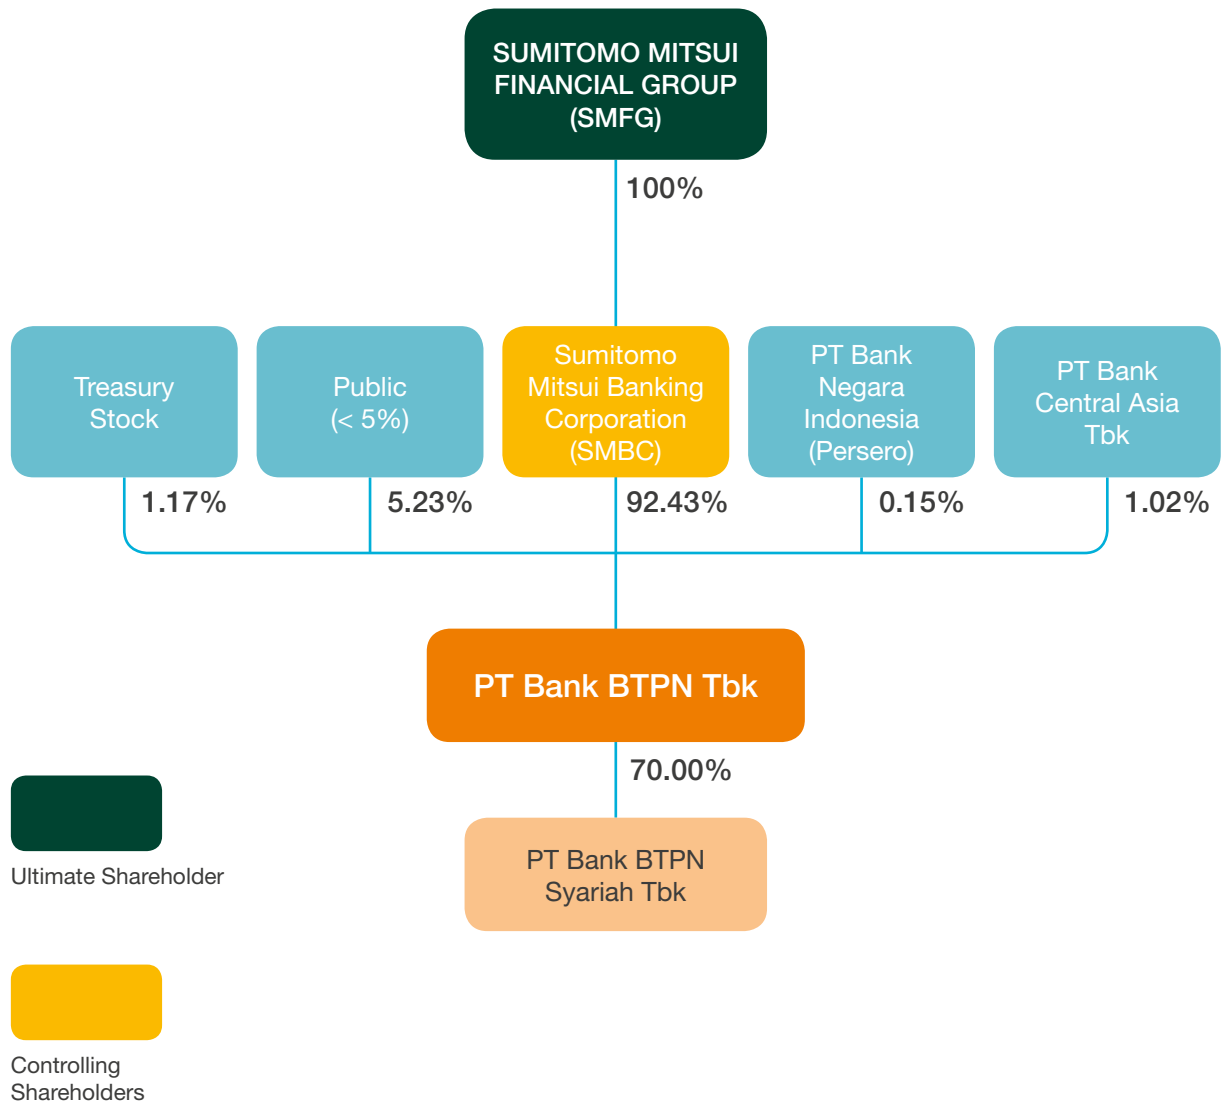 SUMITOMO MITSUI
FINANCIAL GROUP
(SMFG)
100%
Treasury
Stock
Public
(< 5%)
Sumitomo
Mitsui Banking
Corporation
(SMBC)
PT Bank
Negara
Indonesia
(Persero)
PT Bank
Central Asia
Tbk
1.17%
5.23%
92.43%
0.15%
1.02%
PT Bank BTPN Tbk
70.00%
PT Bank BTPN
Syariah Tbk
Ultimate Shareholder
Controlling
Shareholders